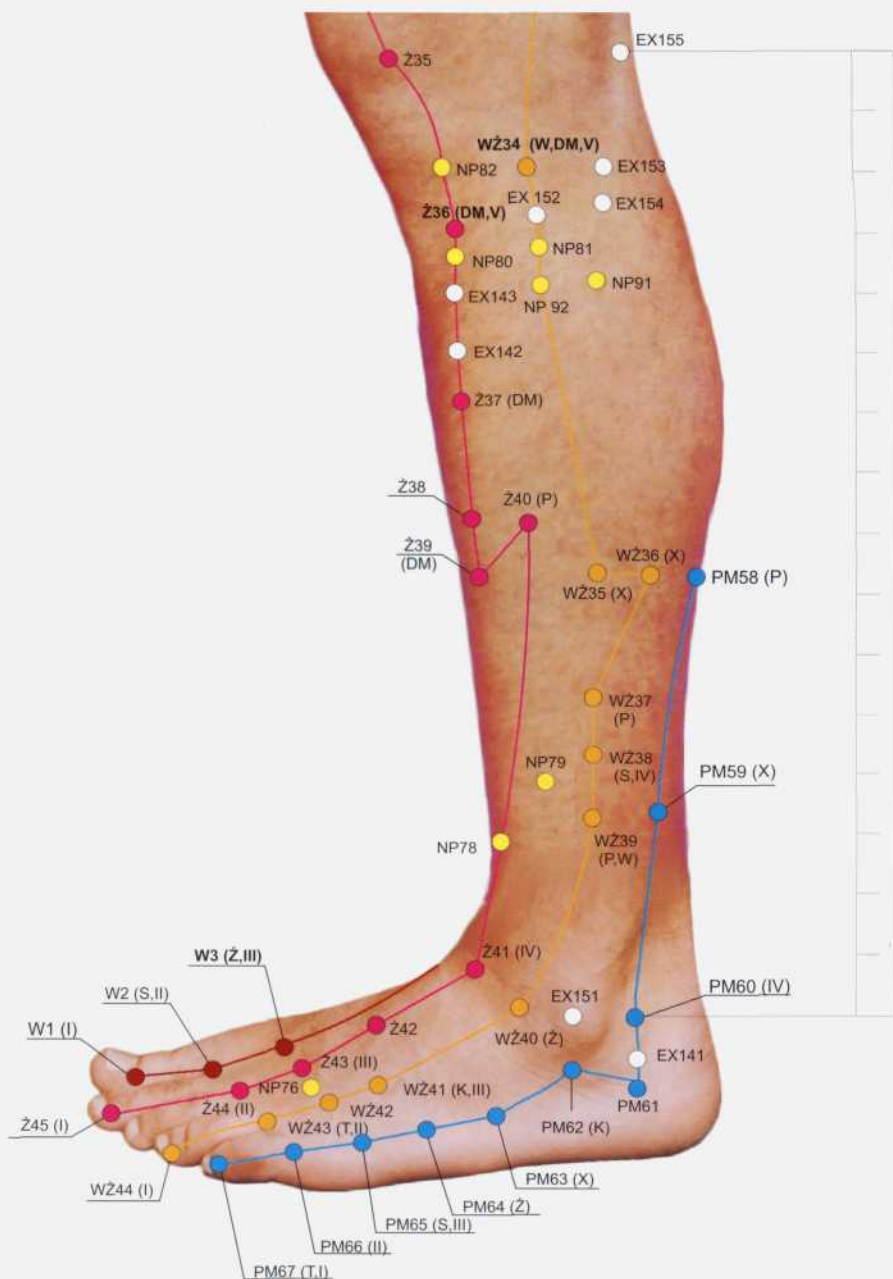 EX155
Ż35
WŻ34 (W,DM,V)
NP82
EX153
EX154
EX 152
Ż36 (DM,V)
NP81
NP80
NP91
NP 92
EX143
EX142
Ż37 (DM)
Ż38
Ż40 (P)
Ż39
(DM)
WŻ36 (X)
WŻ35 (X)
PM58 (P)
WŻ37
(P)
WŻ38
(S,IV)
NP79
PM59 (X)
WŻ39
(P,W)
NP78
Ż41 (IV)
W3 (Ż,III)
W2 (S,II)
W1 (I)
PM60 (IV)
EX151
WŻ40 (Ż)
Ż42
EX141
Ż43 (III)
NP76
WŻ41 (K,III)
PM61
Ż44 (II)
WŻ42
Ż45 (I)
WŻ43 (T,II)
PM62 (K)
PM63 (X)
WŻ44 (I)
PM64 (Ż)
PM65 (S,III)
PM66 (II)
PM67 (T,I)